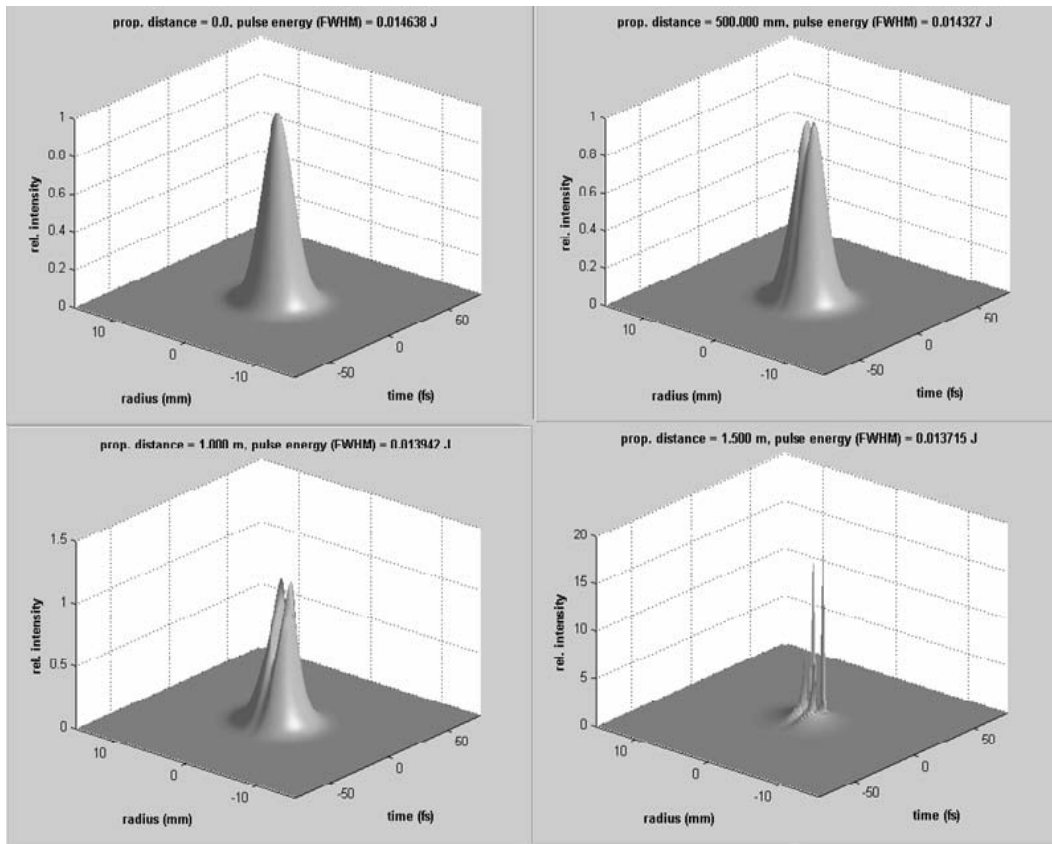 prop. distance = 0.0, pulse energy (FWHM) = 0.014638 J
1
0.8
0.6
0.4
0.2
0
rel. intensity
10
0
-10
radius (mm)
-50
0
50
time (fs)
prop. distance = 500.000 mm, pulse energy (FWHM) = 0.014327 J
1
0.8
0.6
0.4
0.2
0
rel. intensity
10
0
-10
radius (mm)
-50
0
50
time (fs)
prop. distance = 1.000 m, pulse energy (FWHM) = 0.013942 J
1.5
1
0.5
0
rel. intensity
10
0
-10
radius (mm)
-50
0
50
time (fs)
prop. distance = 1.500 m, pulse energy (FWHM) = 0.013715 J
20
15
10
5
0
rel. intensity
10
0
-10
radius (mm)
-50
0
50
time (fs)